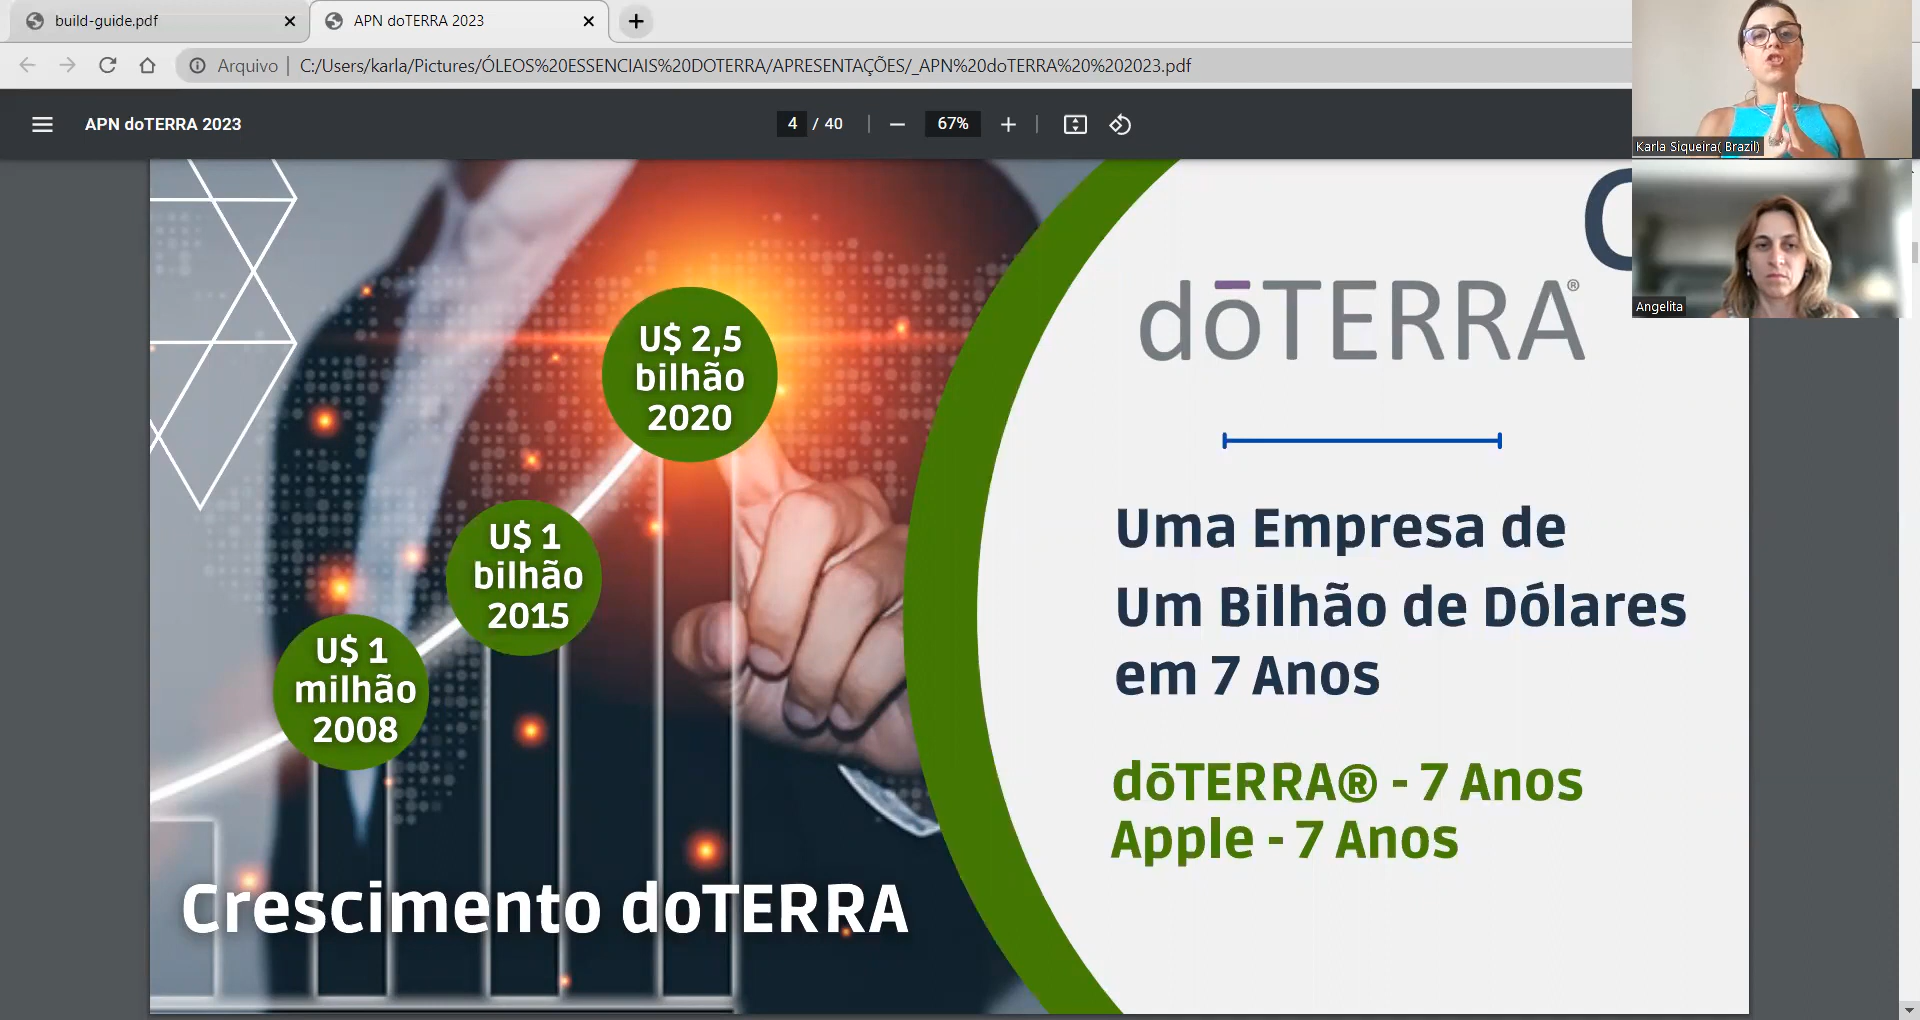 build-guide.pdf
APN doTERRA 2023
Arquivo
C:/Users/karla/Pictures/ÓLEOS%20ESSENCIAIS%20DOTERRA/APRESENTAÇÕES/_APN%20doTERRA%20%202023.pdf
APN doTERRA 2023
4 / 40
67%
Karla Siqueira( Brazil)
Angelita
U$ 2,5
bilhão
2020
U$ 1
bilhão
2015
U$ 1
milhão
2008
Crescimento doTERRA
dōTERRA®
Uma Empresa de
Um Bilhão de Dólares
em 7 Anos
dōTERRA® - 7 Anos
Apple - 7 Anos